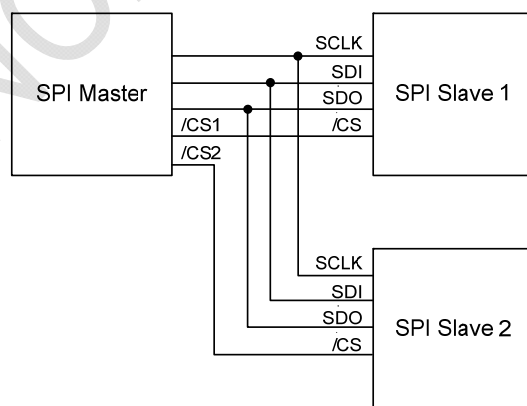 SPI Master
/CS1
/CS2
SCLK
SDI
SDO
/CS
SPI Slave 1
SCLK
SDI
SDO
/CS
SPI Slave 2